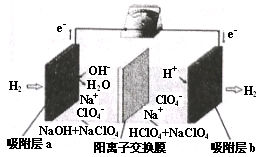 e⁻ e⁻
OH⁻ H⁺
H₂ H₂O H₂
Na⁺ ClO₄⁻
ClO₄⁻ Na⁺
NaOH+NaClO₄ HClO₄+NaClO₄
吸附层 a 阳离子交换膜 吸附层 b